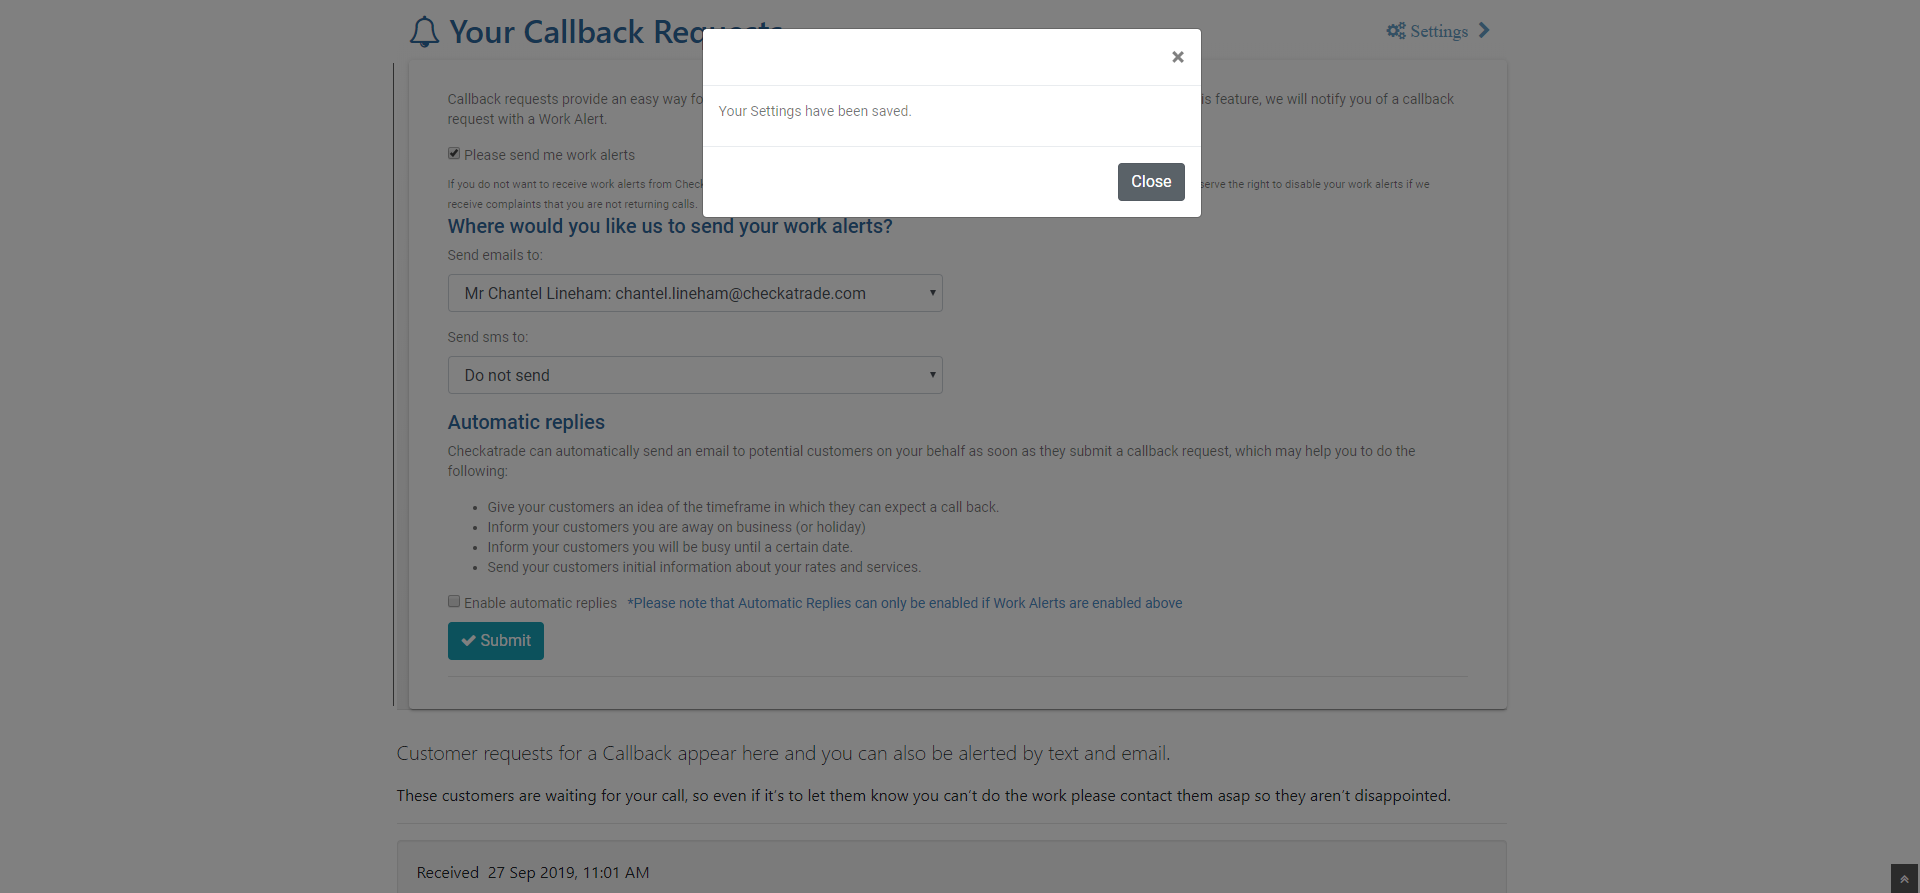 Your Callback Requests
Settings
×
Your Settings have been saved.
Close
Callback requests provide an easy way fo
is feature, we will notify you of a callback
request with a Work Alert.
Please send me work alerts
If you do not want to receive work alerts from Chec
erve the right to disable your work alerts if we
receive complaints that you are not returning calls.
Where would you like us to send your work alerts?
Send emails to:
Mr Chantel Lineham: chantel.lineham@checkatrade.com
Send sms to:
Do not send
Automatic replies
Checkatrade can automatically send an email to potential customers on your behalf as soon as they submit a callback request, which may help you to do the
following:
• Give your customers an idea of the timeframe in which they can expect a call back.
• Inform your customers you are away on business (or holiday)
• Inform your customers you will be busy until a certain date.
• Send your customers initial information about your rates and services.
Enable automatic replies *Please note that Automatic Replies can only be enabled if Work Alerts are enabled above
Submit
Customer requests for a Callback appear here and you can also be alerted by text and email.
These customers are waiting for your call, so even if it's to let them know you can't do the work please contact them asap so they aren't disappointed.
Received 27 Sep 2019, 11:01 AM